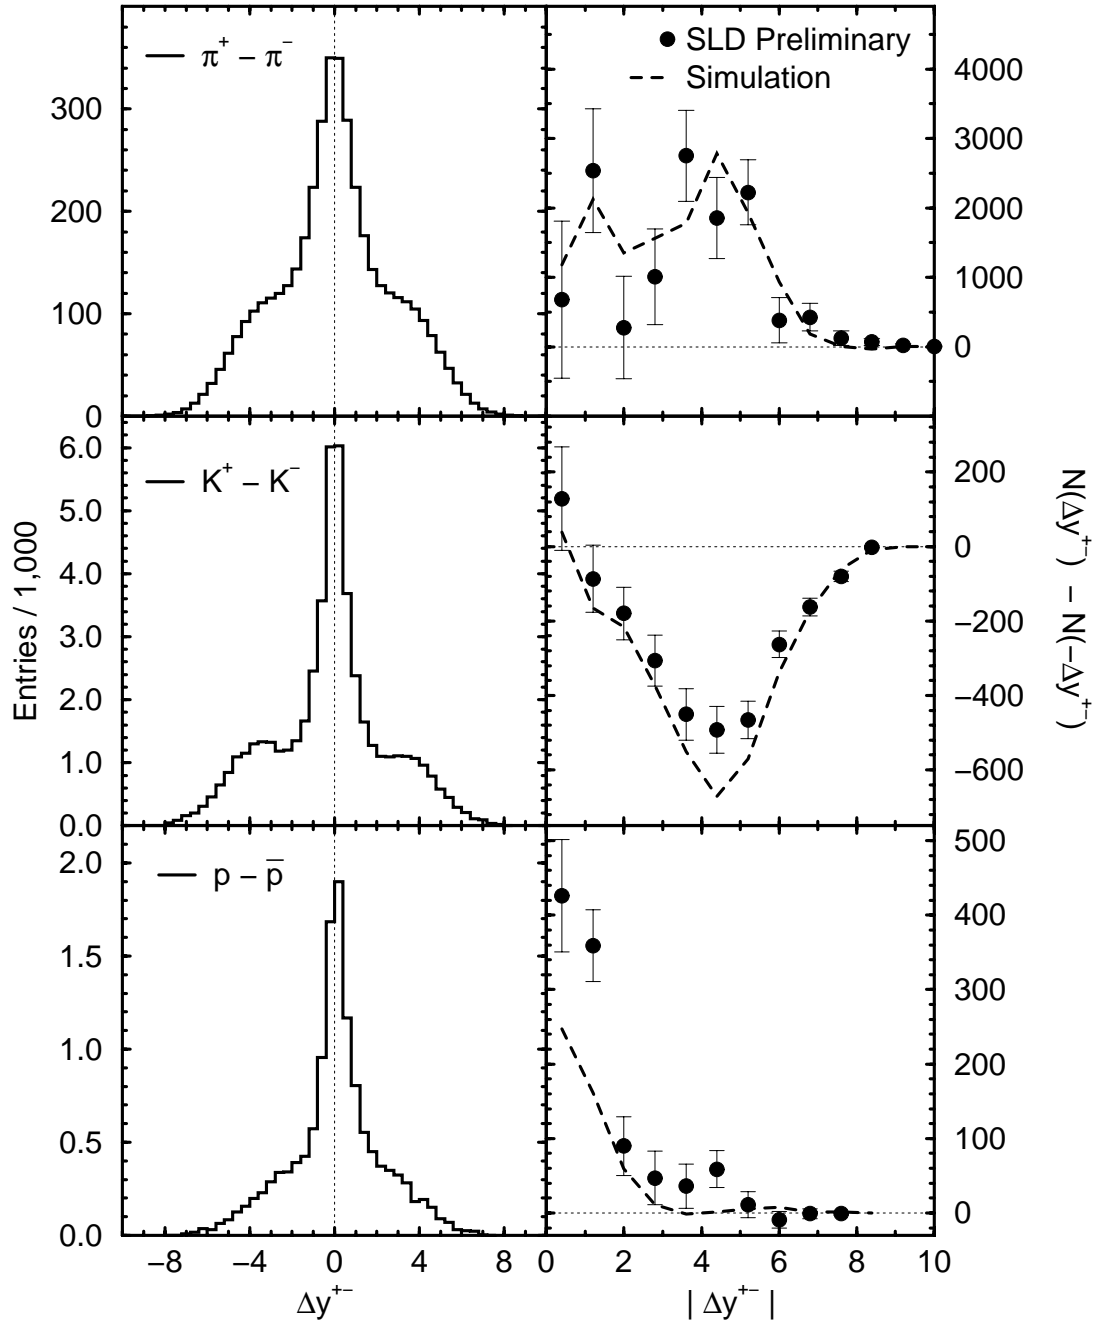 π⁺ – π⁻
● SLD Preliminary
Simulation
300
200
100
0
4000
3000
2000
1000
0
K⁺ – K⁻
6.0
5.0
4.0
3.0
2.0
1.0
0.0
Entries / 1,000
200
0
−200
−400
−600
N(Δy⁺⁻) – N(–Δy⁺⁻)
p – p̅
2.0
1.5
1.0
0.5
0.0
500
400
300
200
100
0
−8 −4 0 4 8
0 2 4 6 8 10
Δy⁺⁻
| Δy⁺⁻ |